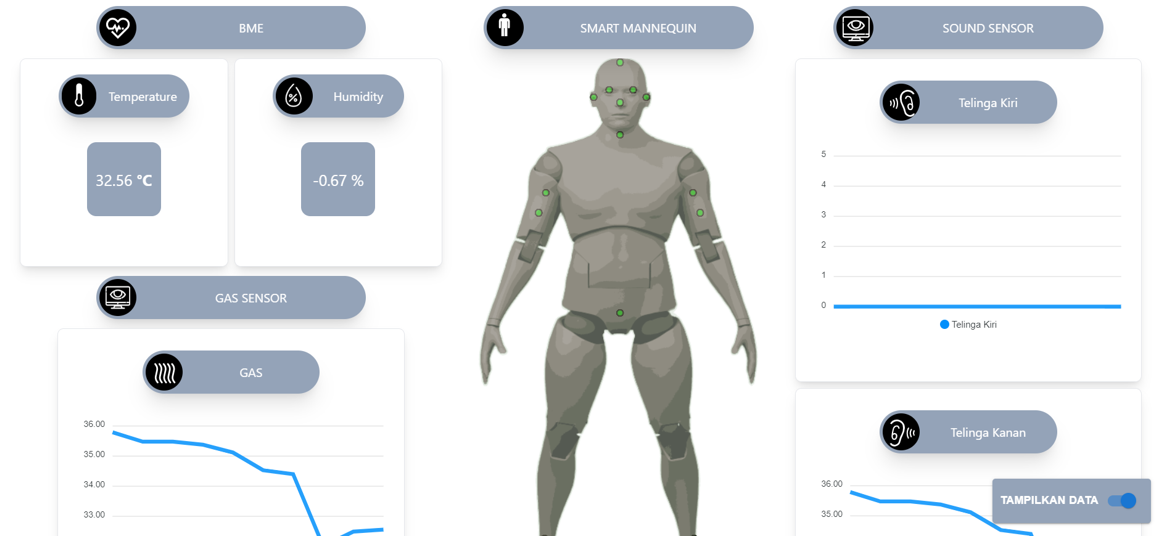 BME
Temperature
32.56 °C
Humidity
-0.67 %
GAS SENSOR
GAS
36.00
35.00
34.00
33.00
SMART MANNEQUIN
SOUND SENSOR
Telinga Kiri
5
4
3
2
1
0
Telinga Kiri
Telinga Kanan
36.00
35.00
TAMPILKAN DATA